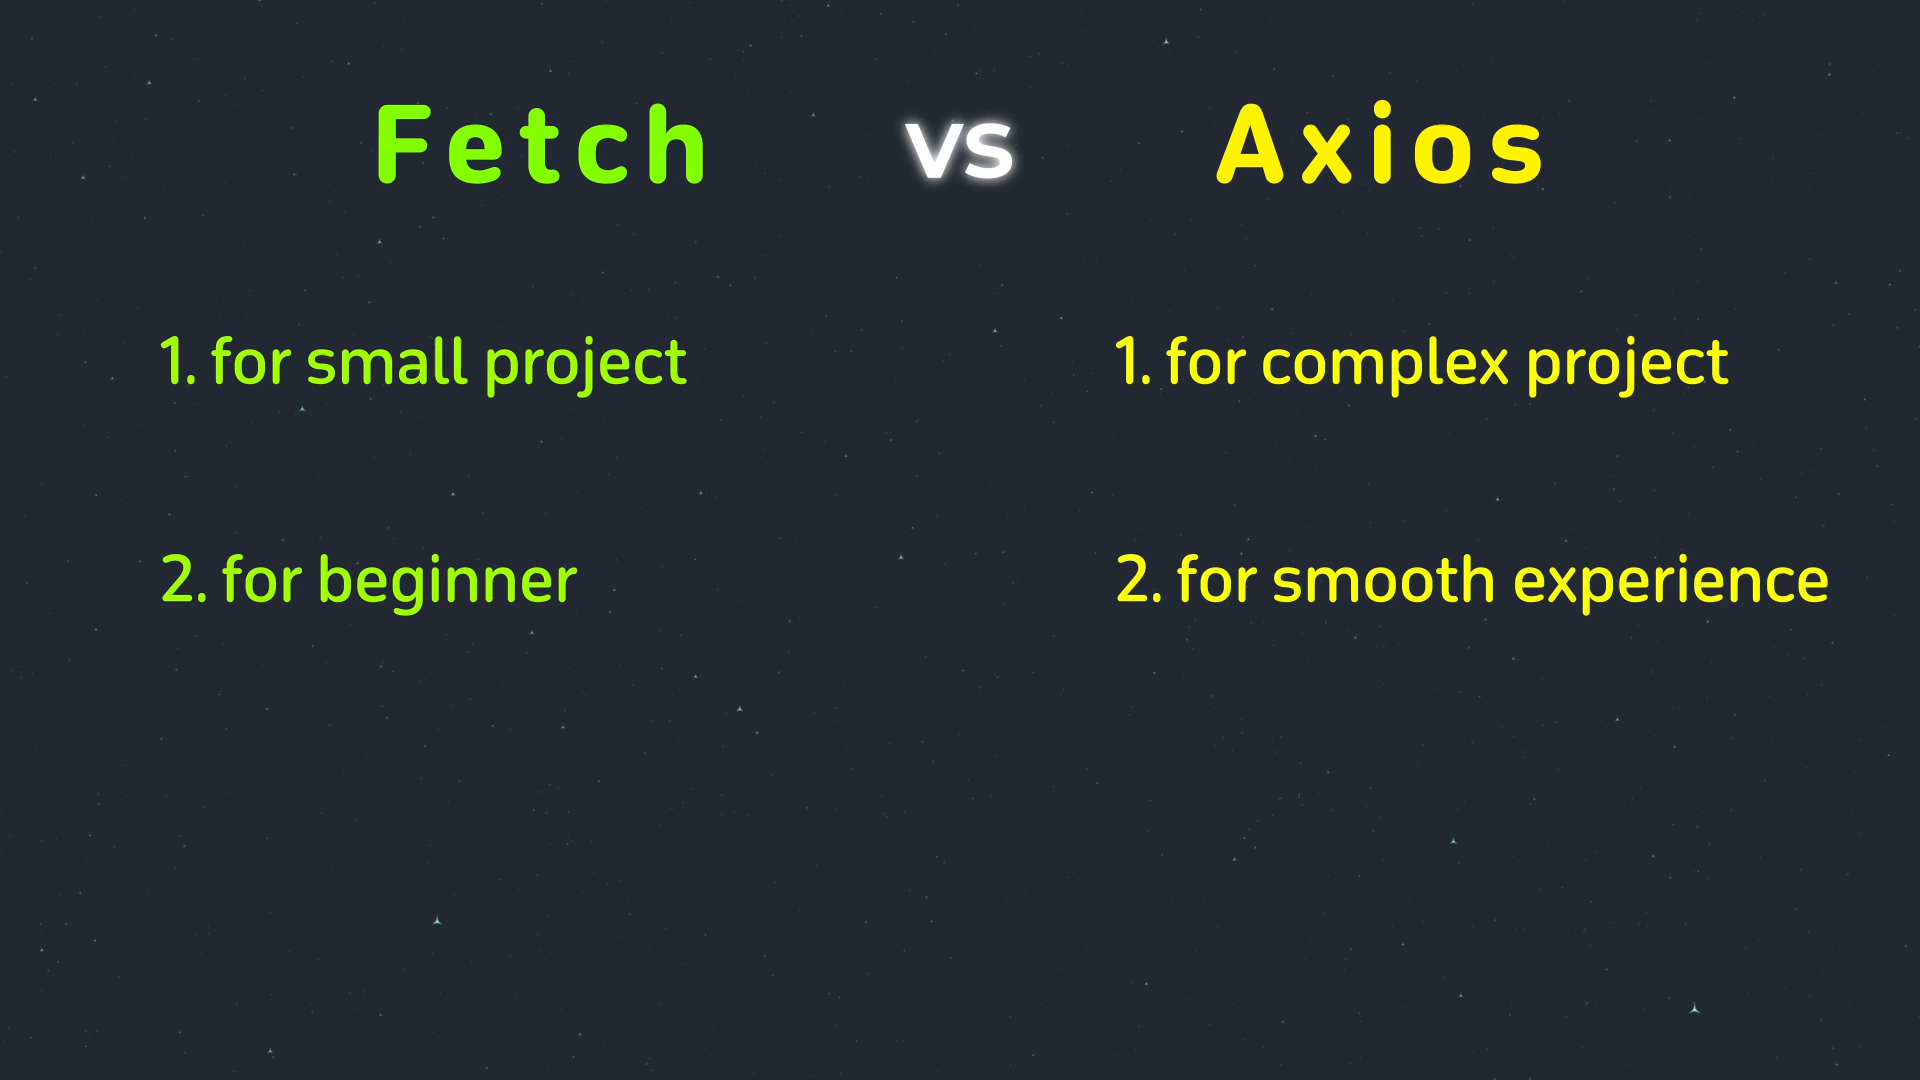 Fetch vs Axios
1. for small project
2. for beginner
1. for complex project
2. for smooth experience